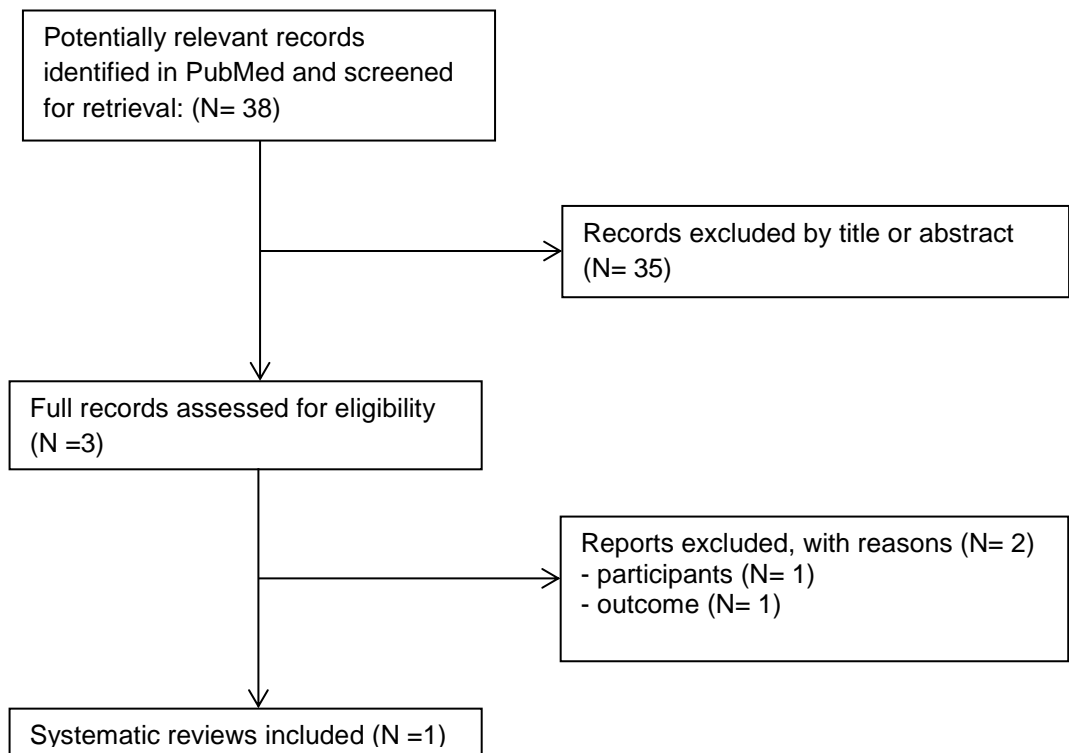 Potentially relevant records
identified in PubMed and screened
for retrieval: (N= 38)
Records excluded by title or abstract
(N= 35)
Full records assessed for eligibility
(N =3)
Reports excluded, with reasons (N= 2)
- participants (N= 1)
- outcome (N= 1)
Systematic reviews included (N =1)